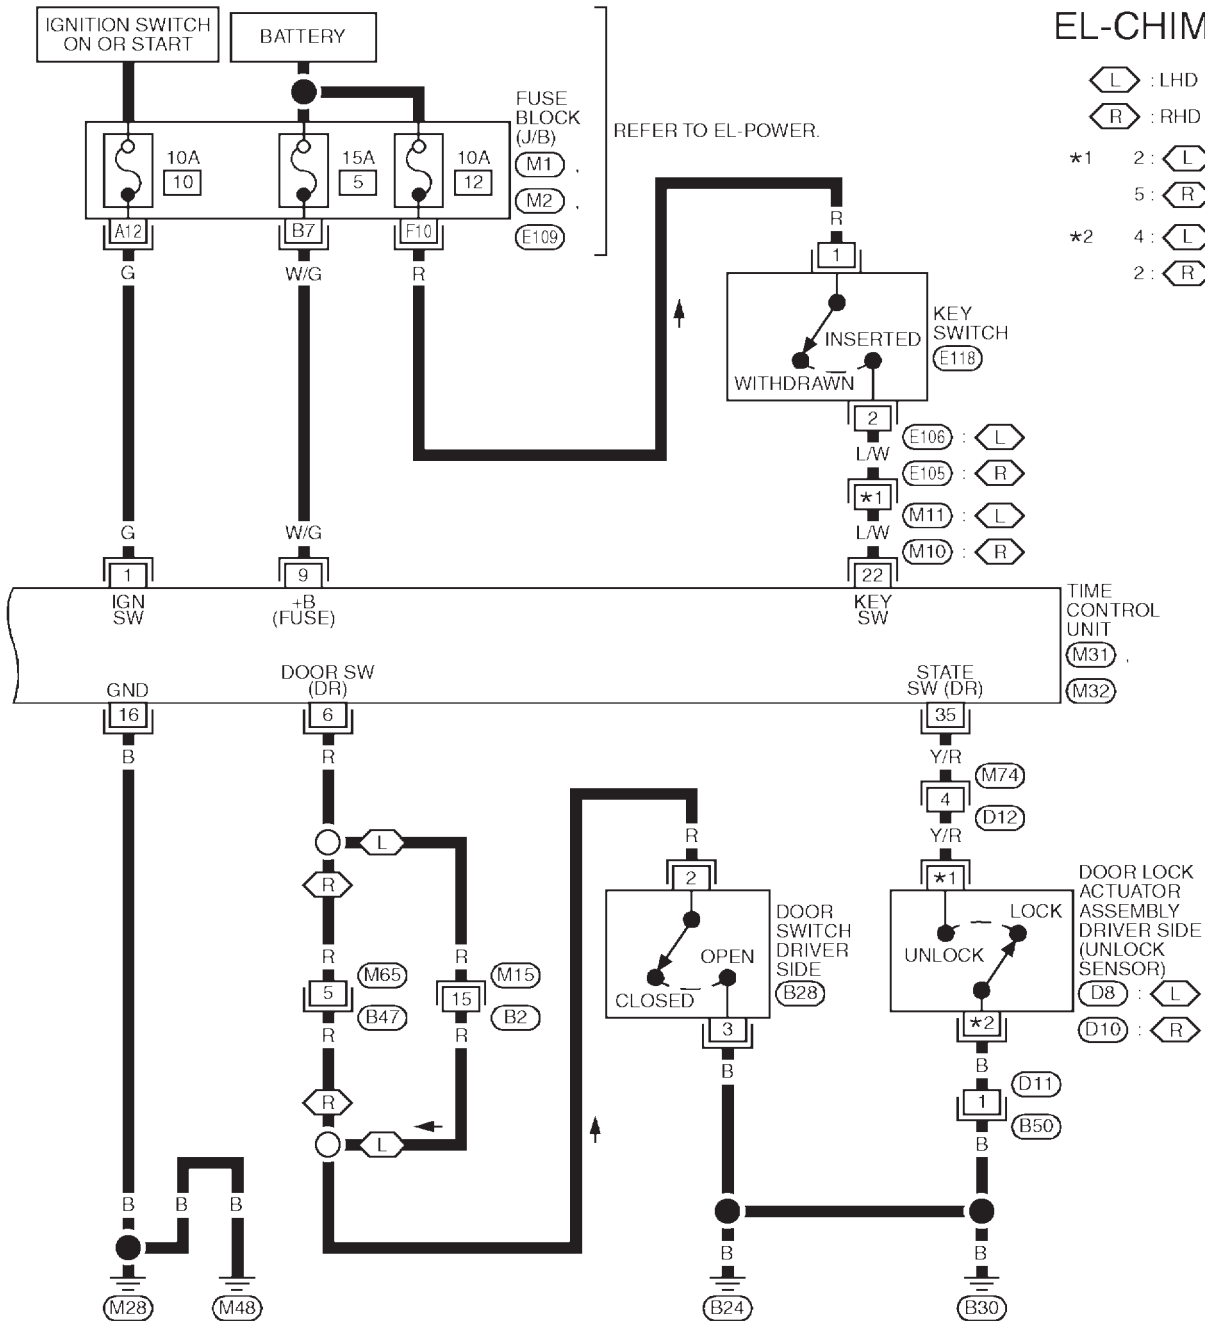 IGNITION SWITCH
ON OR START
BATTERY
EL-CHIM
L : LHD
R : RHD
*1 2 : L
5 : R
*2 4 : L
2 : R
FUSE
BLOCK
(J/B)
M1 ,
M2 ,
E109
REFER TO EL-POWER.
10A
10
15A
5
10A
12
A12
B7
F10
G
W/G
R
R
1
KEY
SWITCH
E118
INSERTED
WITHDRAWN
2
L/W
E106 : L
E105 : R
*1
M11 : L
L/W
M10 : R
G
W/G
1
9
22
IGN
SW
+B
(FUSE)
KEY
SW
TIME
CONTROL
UNIT
M31 ,
M32
GND
DOOR SW
(DR)
STATE
SW (DR)
16
6
35
B
R
Y/R
M74
4
D12
Y/R
L
R
R
R
M65
5
B47
M15
15
B2
R
R
R
L
R
2
DOOR
SWITCH
DRIVER
SIDE
B28
OPEN
CLOSED
3
B
*1
DOOR LOCK
ACTUATOR
ASSEMBLY
DRIVER SIDE
(UNLOCK
SENSOR)
D8 : L
D10 : R
LOCK
UNLOCK
*2
B
D11
1
B50
B
B
B
B
B
B
M28
M48
B24
B30